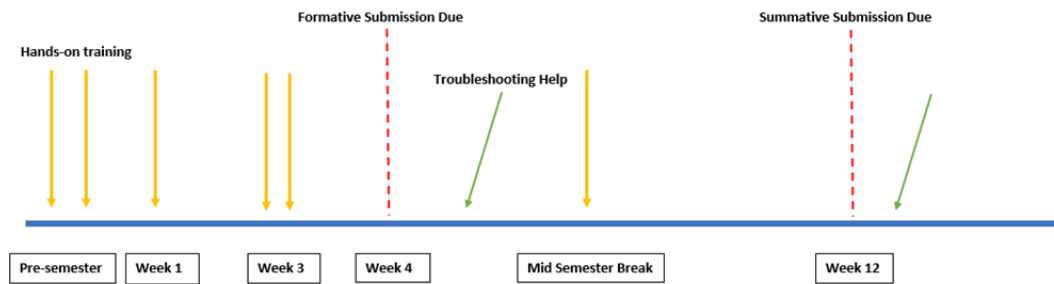 Formative Submission Due
Summative Submission Due
Hands-on training
Troubleshooting Help
Pre-semester
Week 1
Week 3
Week 4
Mid Semester Break
Week 12